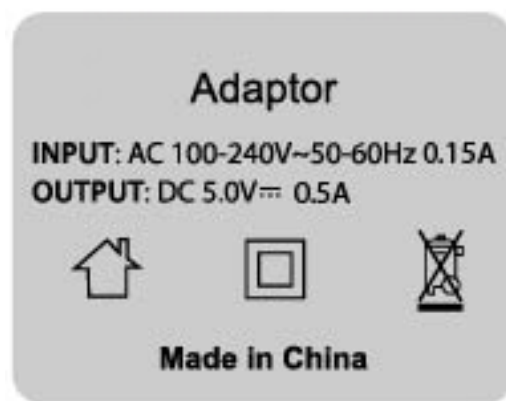 Adaptor
INPUT: AC 100-240V~50-60Hz 0.15A
OUTPUT: DC 5.0V⎓ 0.5A
Made in China